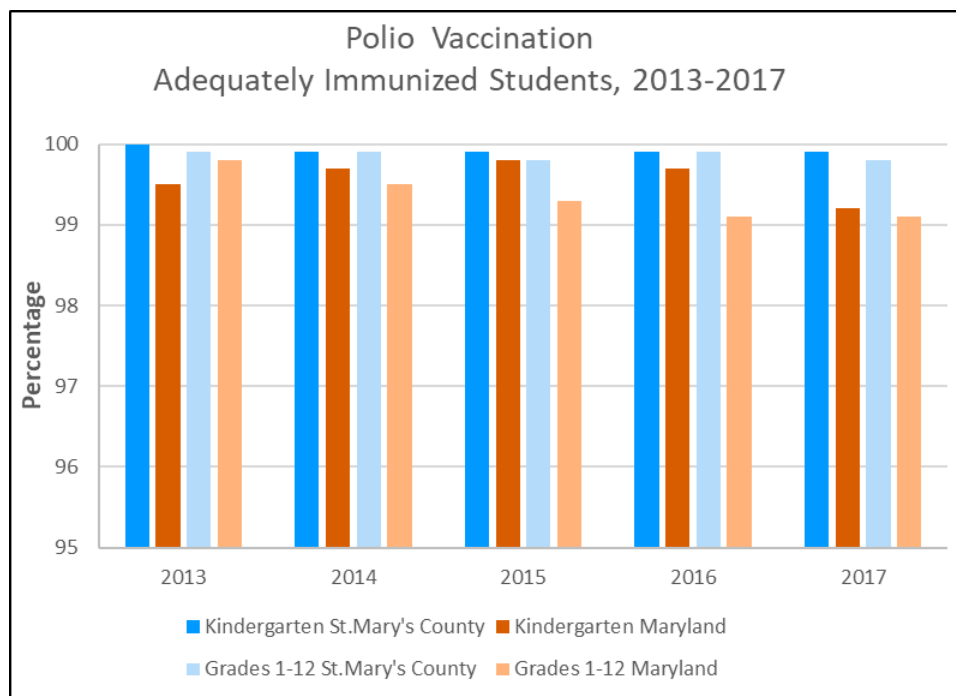 Polio Vaccination
Adequately Immunized Students, 2013-2017
100
99
98
97
96
95
Percentage
2013 2014 2015 2016 2017
Kindergarten St.Mary's County Kindergarten Maryland
Grades 1-12 St.Mary's County Grades 1-12 Maryland